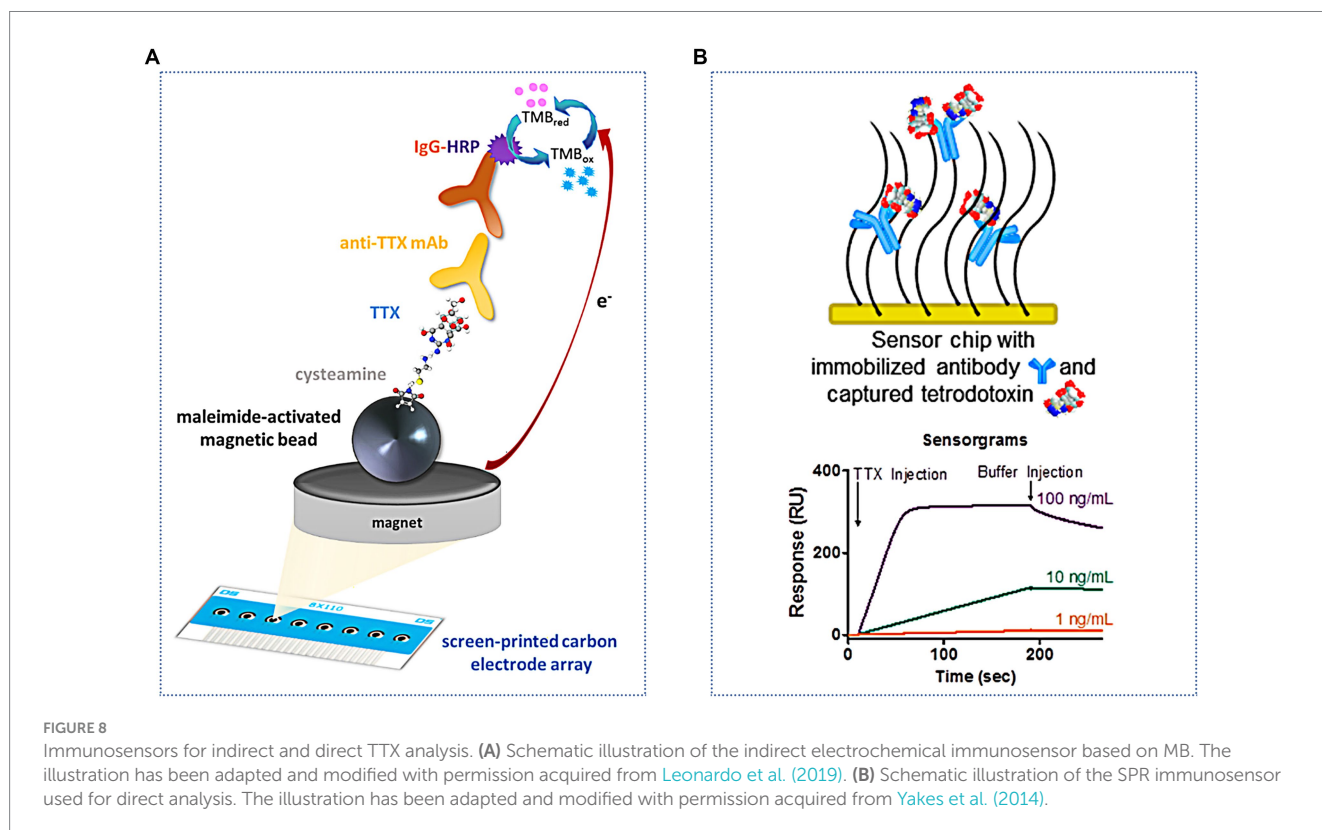 A
TMBred
IgG-HRP
TMBox
anti-TTX mAb
e-
TTX
cysteamine
maleimide-activated
magnetic bead
magnet
DS
8X110
DS
screen-printed carbon
electrode array
B
Sensor chip with
immobilized antibody and
captured tetrodotoxin
Sensorgrams
400
TTX Injection
Buffer Injection
100 ng/mL
Response (RU)
200
10 ng/mL
1 ng/mL
0
0
100
200
Time (sec)
FIGURE 8
Immunosensors for indirect and direct TTX analysis. (A) Schematic illustration of the indirect electrochemical immunosensor based on MB. The
illustration has been adapted and modified with permission acquired from Leonardo et al. (2019). (B) Schematic illustration of the SPR immunosensor
used for direct analysis. The illustration has been adapted and modified with permission acquired from Yakes et al. (2014).